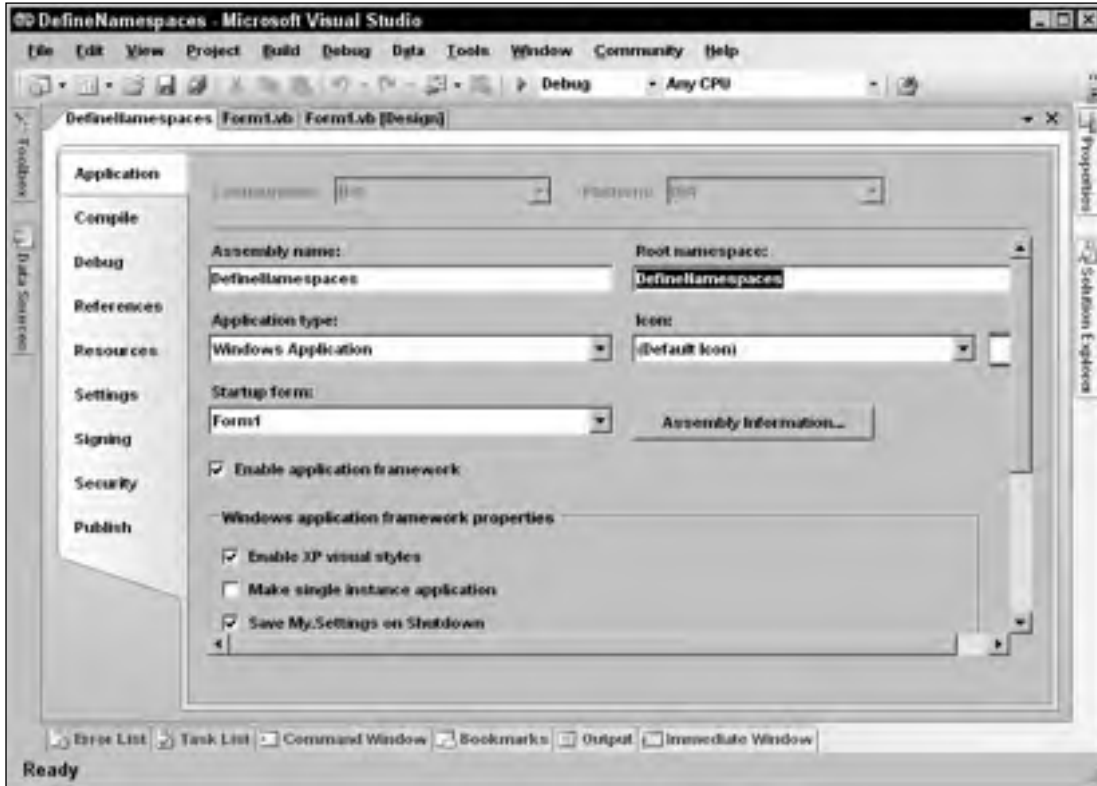 DefineNamespaces - Microsoft Visual Studio
File Edit View Project Build Debug Data Tools Window Community Help
Debug Any CPU
DefineNamespaces Form1.vb Form1.vb [Design]
Toolbox
Data Sources
Properties
Solution Explorer
Application
Compile
Debug
References
Resources
Settings
Signing
Security
Publish
Configuration: N/A Platform: N/A
Assembly name: Root namespace:
DefineNamespaces DefineNamespaces
Application type: Icon:
Windows Application (Default Icon)
Startup form:
Form1 Assembly Information...
Enable application framework
Windows application framework properties
Enable XP visual styles
Make single instance application
Save My.Settings on Shutdown
Error List Task List Command Window Bookmarks Output Immediate Window
Ready